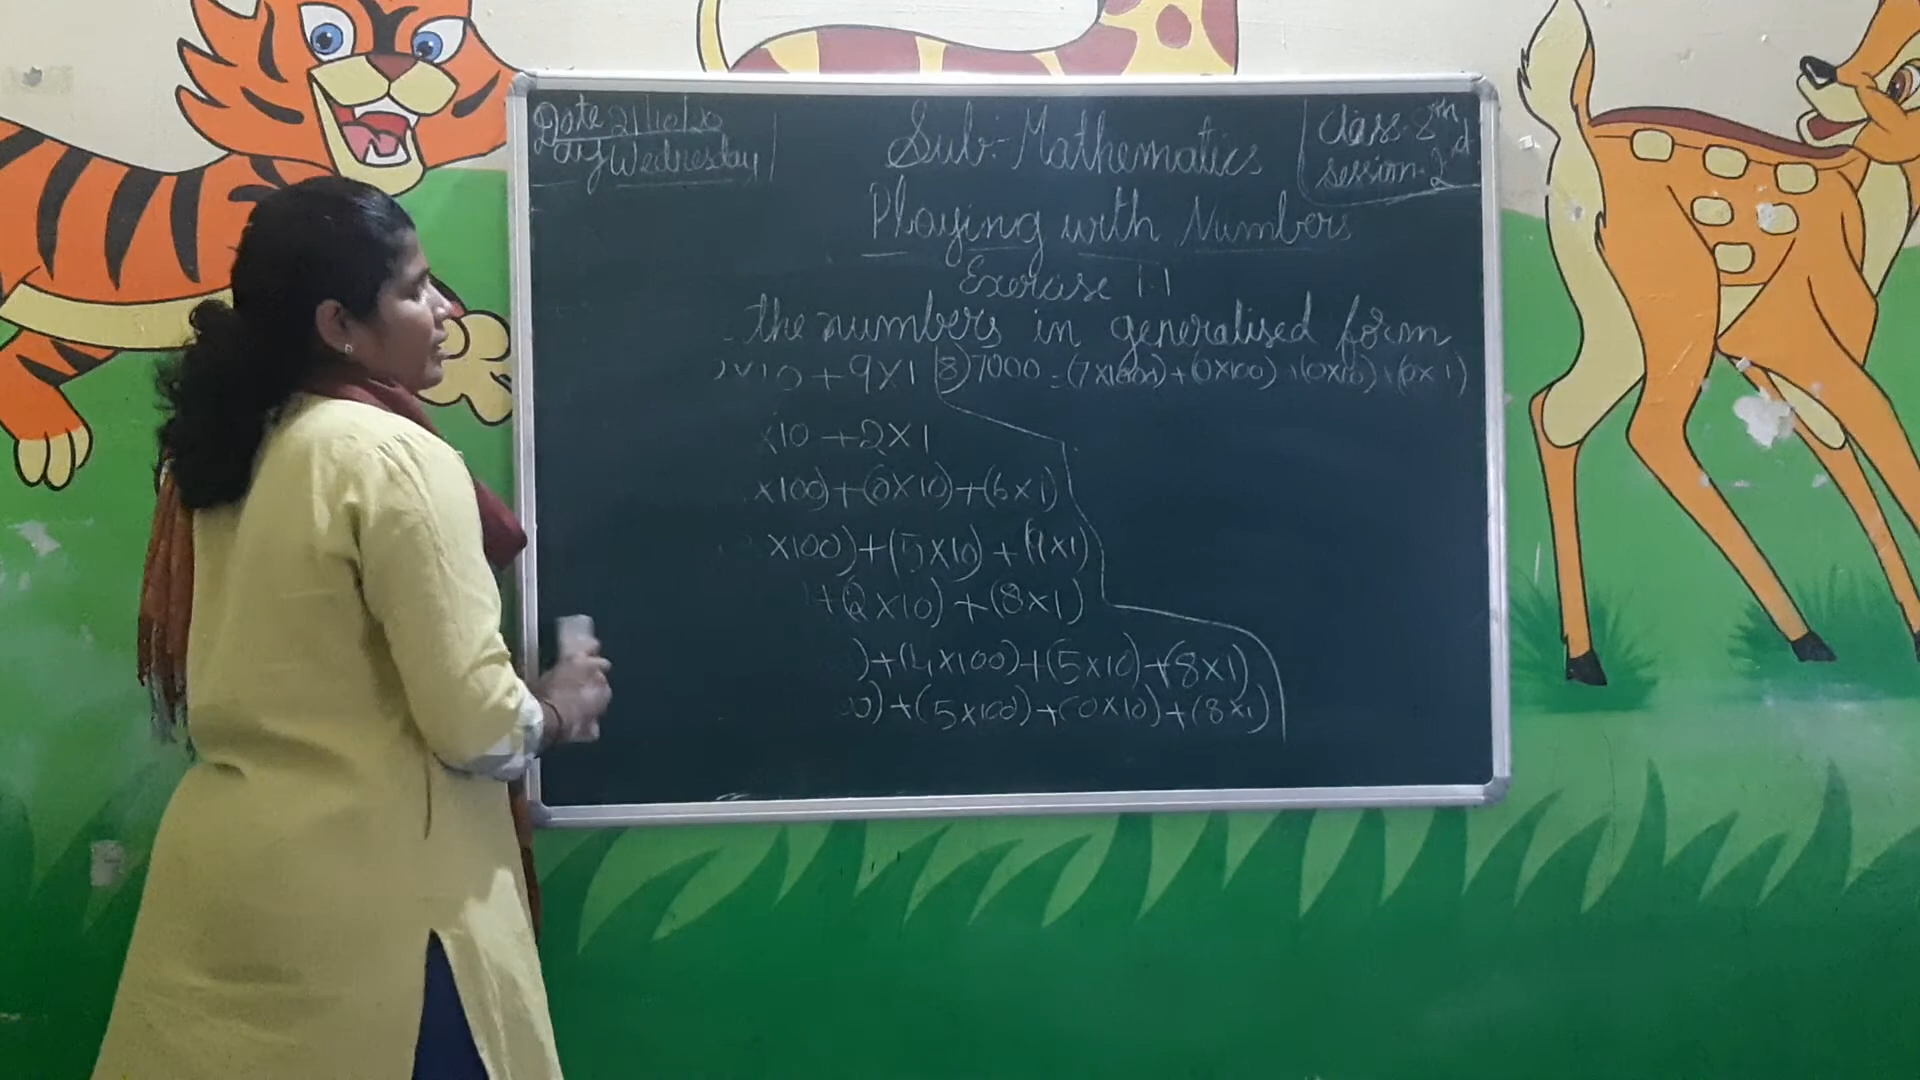 Date 21/10/20
Day Wednesday
Sub:- Mathematics
Class- 8th
session- 2nd
Playing with Numbers
Exercise 1.1
the numbers in generalised form
×10 + 9×1
8) 7000 = (7×1000) + (0×100) + (0×10) + (0×1)
×10 + 2×1
×100) + (0×10) + (6×1)
×100) + (5×10) + (9×1)
+ (2×10) + (8×1)
) + (4×100) + (5×10) + (8×1)
0) + (5×100) + (0×10) + (8×1)